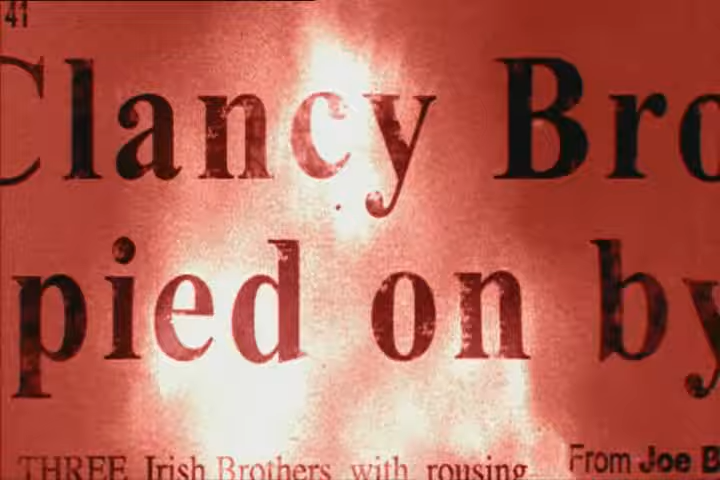 41
Clancy Bro
pied on by
THREE Irish Brothers with rousing
From Joe B